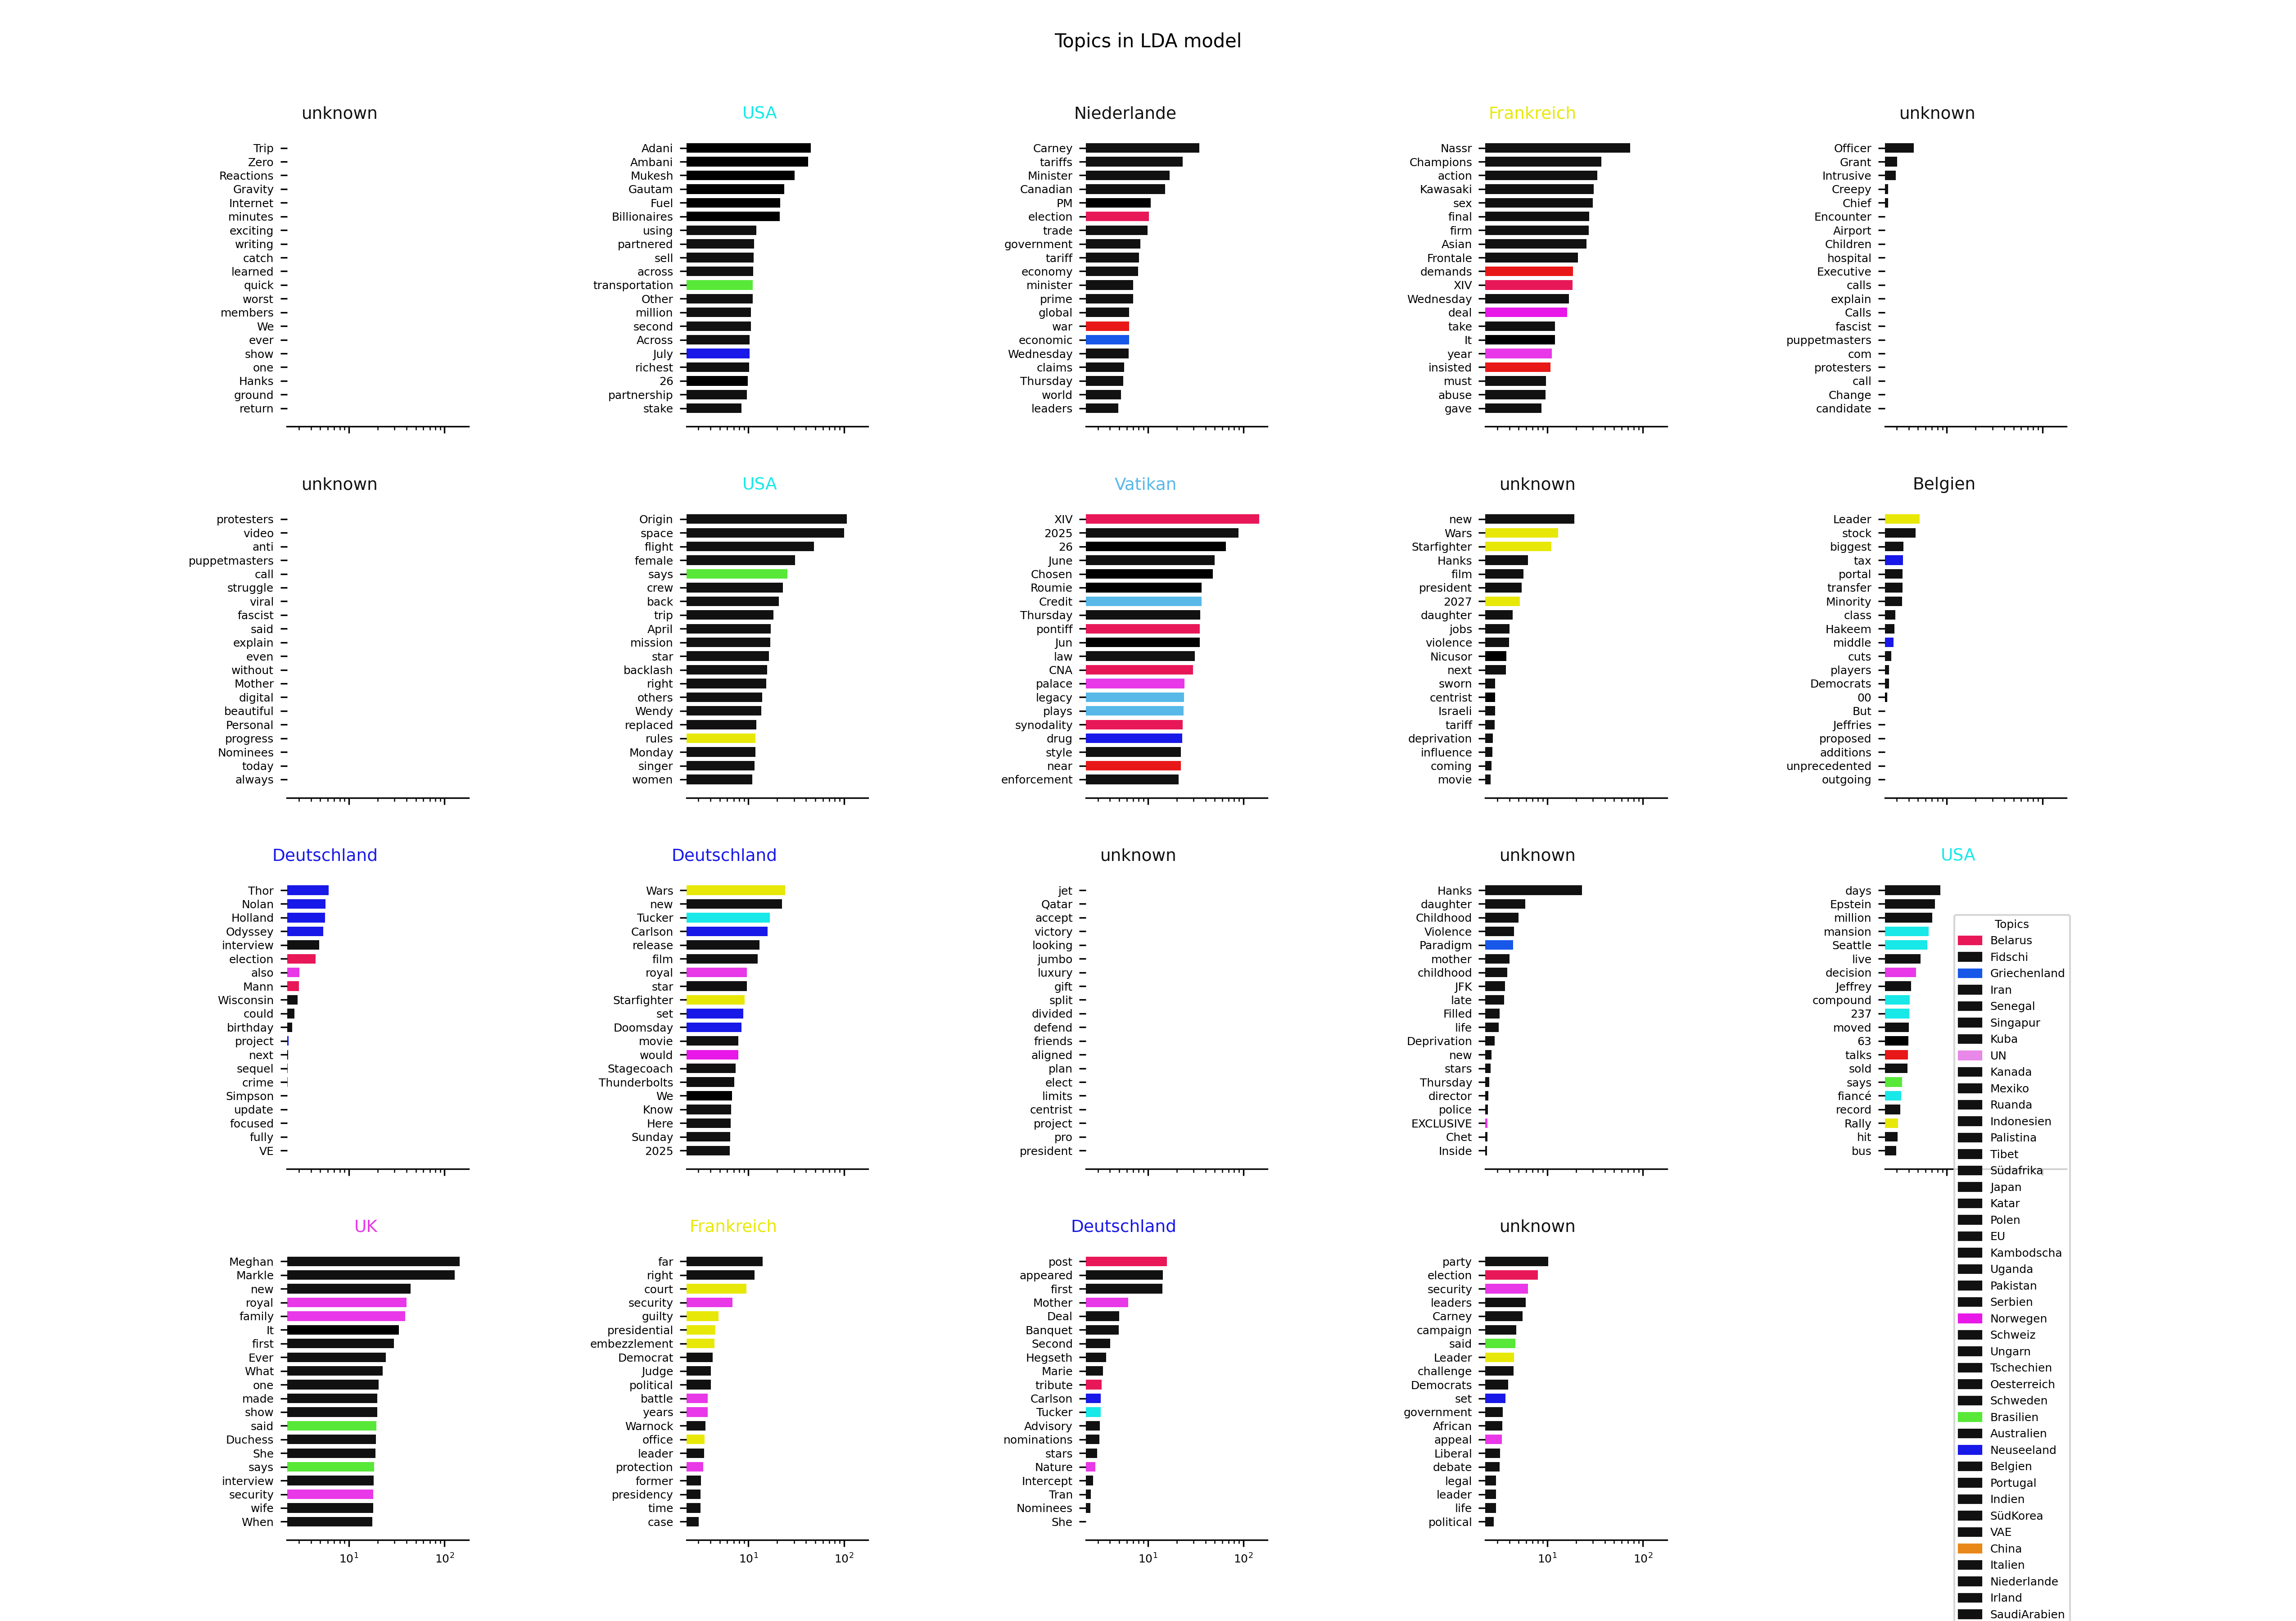 Topics in LDA model
unknown
Trip
Zero
Reactions
Gravity
Internet
minutes
exciting
writing
catch
learned
quick
worst
members
We
ever
show
one
Hanks
ground
return
USA
Adani
Ambani
Mukesh
Gautam
Fuel
Billionaires
using
partnered
sell
across
transportation
Other
million
second
Across
July
richest
26
partnership
stake
Niederlande
Carney
tariffs
Minister
Canadian
PM
election
trade
government
tariff
economy
minister
prime
global
war
economic
Wednesday
claims
Thursday
world
leaders
Frankreich
Nassr
Champions
action
Kawasaki
sex
final
firm
Asian
Frontale
demands
XIV
Wednesday
deal
take
It
year
insisted
must
abuse
gave
unknown
Officer
Grant
Intrusive
Creepy
Chief
Encounter
Airport
Children
hospital
Executive
calls
explain
Calls
fascist
puppetmasters
com
protesters
call
Change
candidate
unknown
protesters
video
anti
puppetmasters
call
struggle
viral
fascist
said
explain
even
without
Mother
digital
beautiful
Personal
progress
Nominees
today
always
USA
Origin
space
flight
female
says
crew
back
trip
April
mission
star
backlash
right
others
Wendy
replaced
rules
Monday
singer
women
Vatikan
XIV
2025
26
June
Chosen
Roumie
Credit
Thursday
pontiff
Jun
law
CNA
palace
legacy
plays
synodality
drug
style
near
enforcement
unknown
new
Wars
Starfighter
Hanks
film
president
2027
daughter
jobs
violence
Nicusor
next
sworn
centrist
Israeli
tariff
deprivation
influence
coming
movie
Belgien
Leader
stock
biggest
tax
portal
transfer
Minority
class
Hakeem
middle
cuts
players
Democrats
00
But
Jeffries
proposed
additions
unprecedented
outgoing
Deutschland
Thor
Nolan
Holland
Odyssey
interview
election
also
Mann
Wisconsin
could
birthday
project
next
sequel
crime
Simpson
update
focused
fully
VE
Deutschland
Wars
new
Tucker
Carlson
release
film
royal
star
Starfighter
set
Doomsday
movie
would
Stagecoach
Thunderbolts
We
Know
Here
Sunday
2025
unknown
jet
Qatar
accept
victory
looking
jumbo
luxury
gift
split
divided
defend
friends
aligned
plan
elect
limits
centrist
project
pro
president
unknown
Hanks
daughter
Childhood
Violence
Paradigm
mother
childhood
JFK
late
Filled
life
Deprivation
new
stars
Thursday
director
police
EXCLUSIVE
Chet
Inside
USA
days
Epstein
million
mansion
Seattle
live
decision
Jeffrey
compound
237
moved
63
talks
sold
says
fiancé
record
Rally
hit
bus
UK
Meghan
Markle
new
royal
family
It
first
Ever
What
one
made
show
said
Duchess
She
says
interview
security
wife
When
10¹ 10²
Frankreich
far
right
court
security
guilty
presidential
embezzlement
Democrat
Judge
political
battle
years
Warnock
office
leader
protection
former
presidency
time
case
10¹ 10²
Deutschland
post
appeared
first
Mother
Deal
Banquet
Second
Hegseth
Marie
tribute
Carlson
Tucker
Advisory
nominations
stars
Nature
Intercept
Tran
Nominees
She
10¹ 10²
unknown
party
election
security
leaders
Carney
campaign
said
Leader
challenge
Democrats
set
government
African
appeal
Liberal
debate
legal
leader
life
political
10¹ 10²
Topics
Belarus
Fidschi
Griechenland
Iran
Senegal
Singapur
Kuba
UN
Kanada
Mexiko
Ruanda
Indonesien
Palistina
Tibet
Südafrika
Japan
Katar
Polen
EU
Kambodscha
Uganda
Pakistan
Serbien
Norwegen
Schweiz
Ungarn
Tschechien
Oesterreich
Schweden
Brasilien
Australien
Neuseeland
Belgien
Portugal
Indien
SüdKorea
VAE
China
Italien
Niederlande
Irland
SaudiArabien